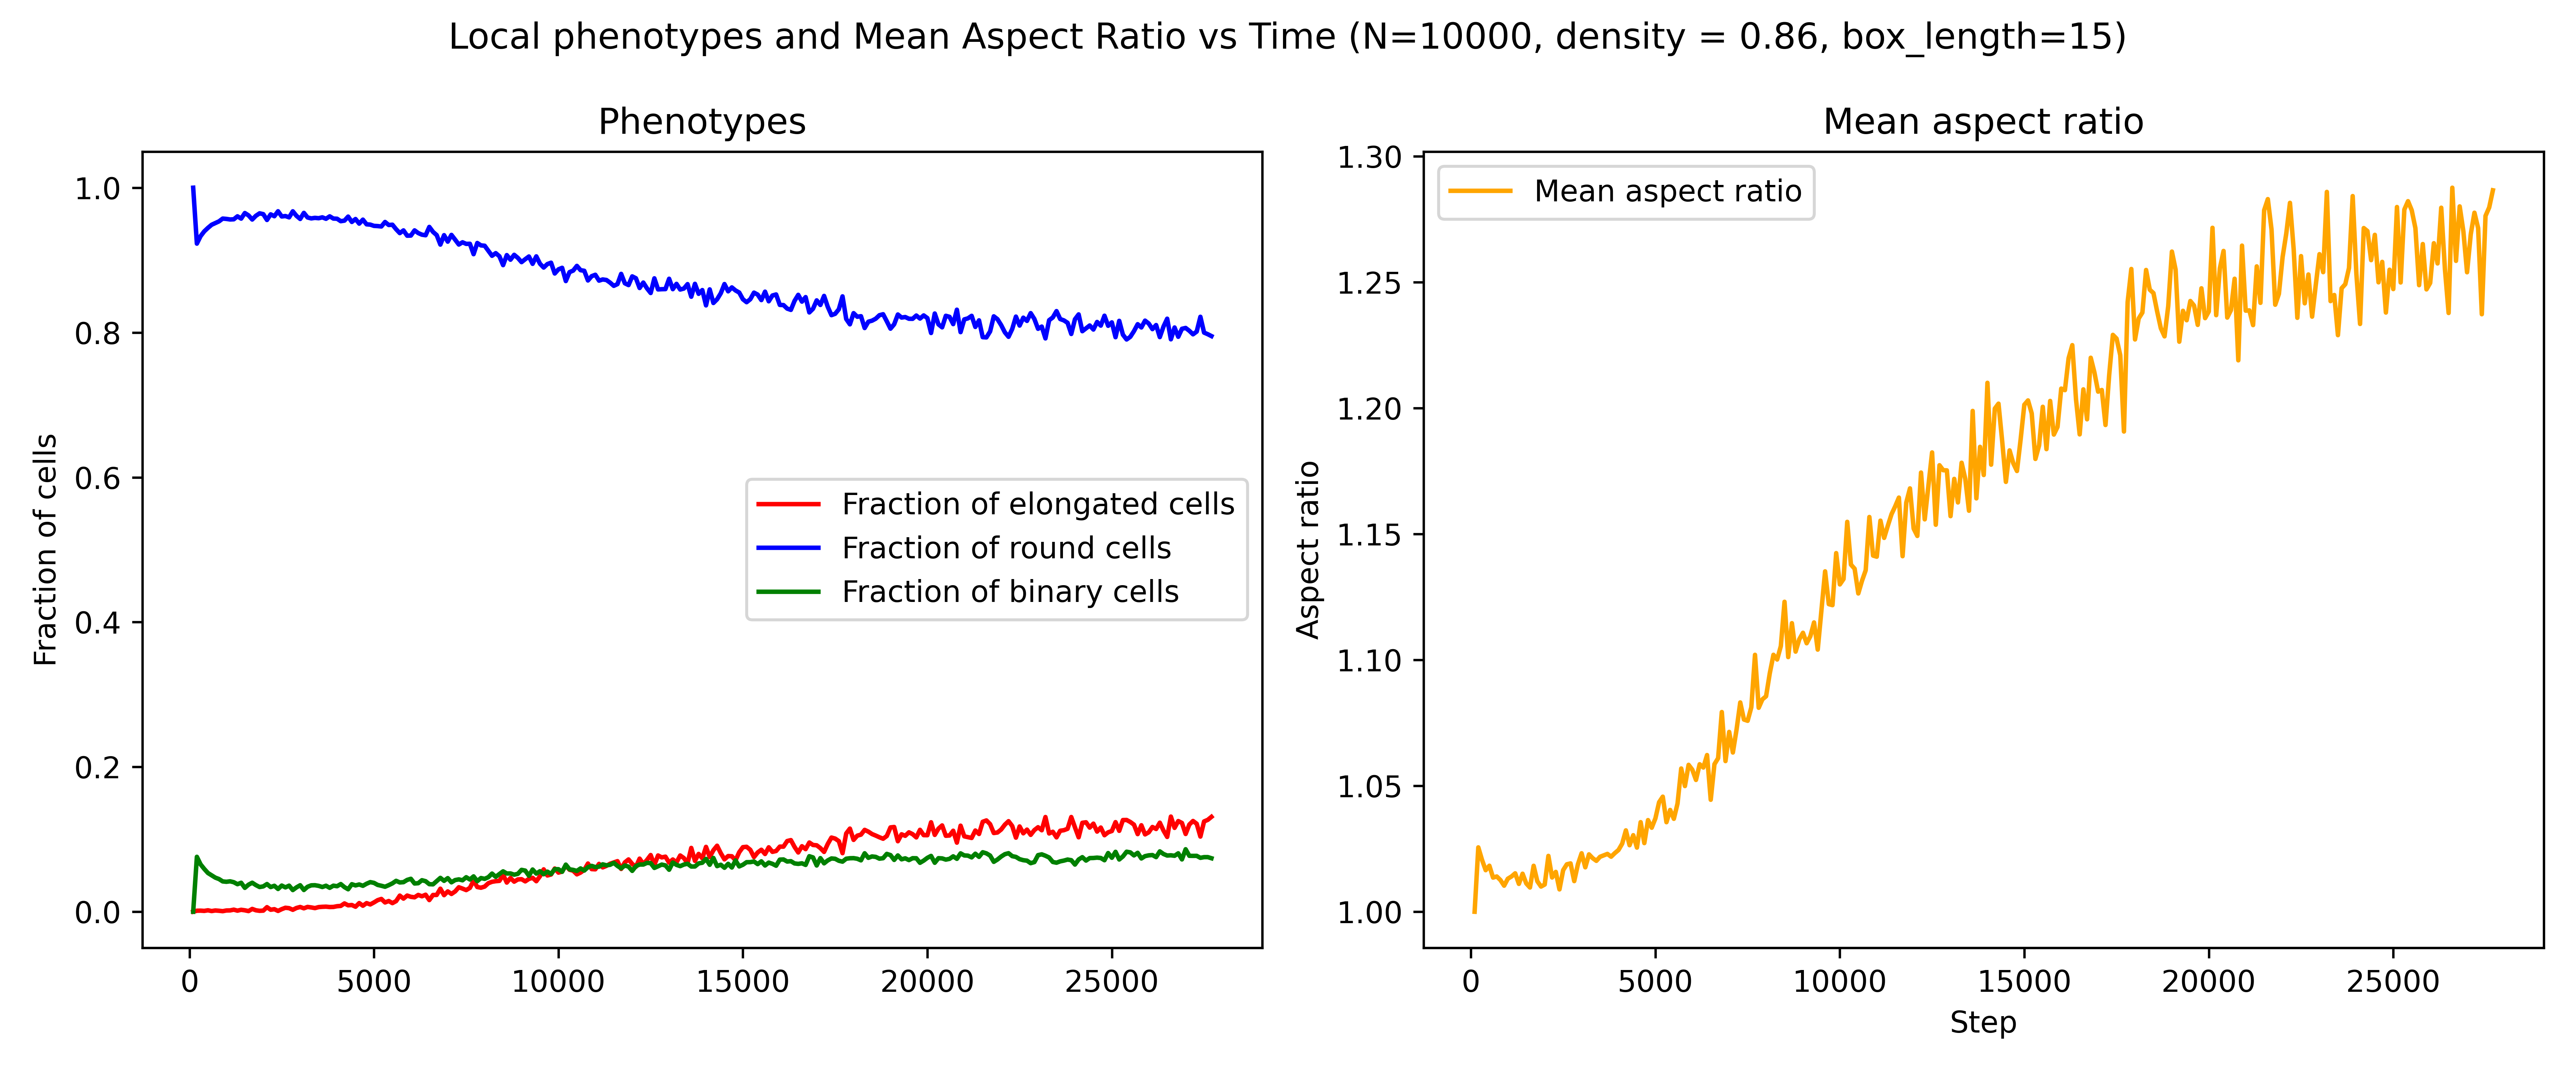 Local phenotypes and Mean Aspect Ratio vs Time (N=10000, density = 0.86, box_length=15)
Phenotypes
1.0
0.8
0.6
0.4
0.2
0.0
Fraction of cells
Fraction of elongated cells
Fraction of round cells
Fraction of binary cells
0 5000 10000 15000 20000 25000
Mean aspect ratio
1.30
1.25
1.20
1.15
1.10
1.05
1.00
Aspect ratio
Mean aspect ratio
0 5000 10000 15000 20000 25000
Step